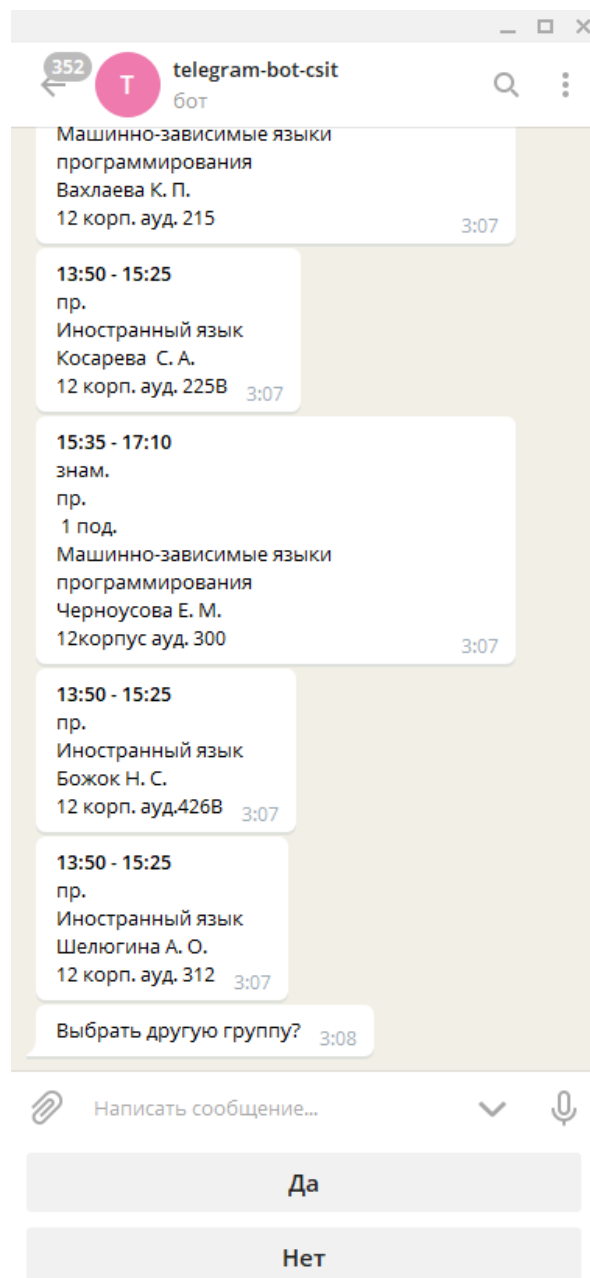 352
T
telegram-bot-csit
бот
Машинно-зависимые языки
программирования
Вахлаева К. П.
12 корп. ауд. 215
3:07
13:50 - 15:25
пр.
Иностранный язык
Косарева  С. А.
12 корп. ауд. 225В
3:07
15:35 - 17:10
знам.
пр.
1 под.
Машинно-зависимые языки
программирования
Черноусова Е. М.
12корпус ауд. 300
3:07
13:50 - 15:25
пр.
Иностранный язык
Божок Н. С.
12 корп. ауд.426В
3:07
13:50 - 15:25
пр.
Иностранный язык
Шелюгина А. О.
12 корп. ауд. 312
3:07
Выбрать другую группу?
3:08
Написать сообщение...
Да
Нет